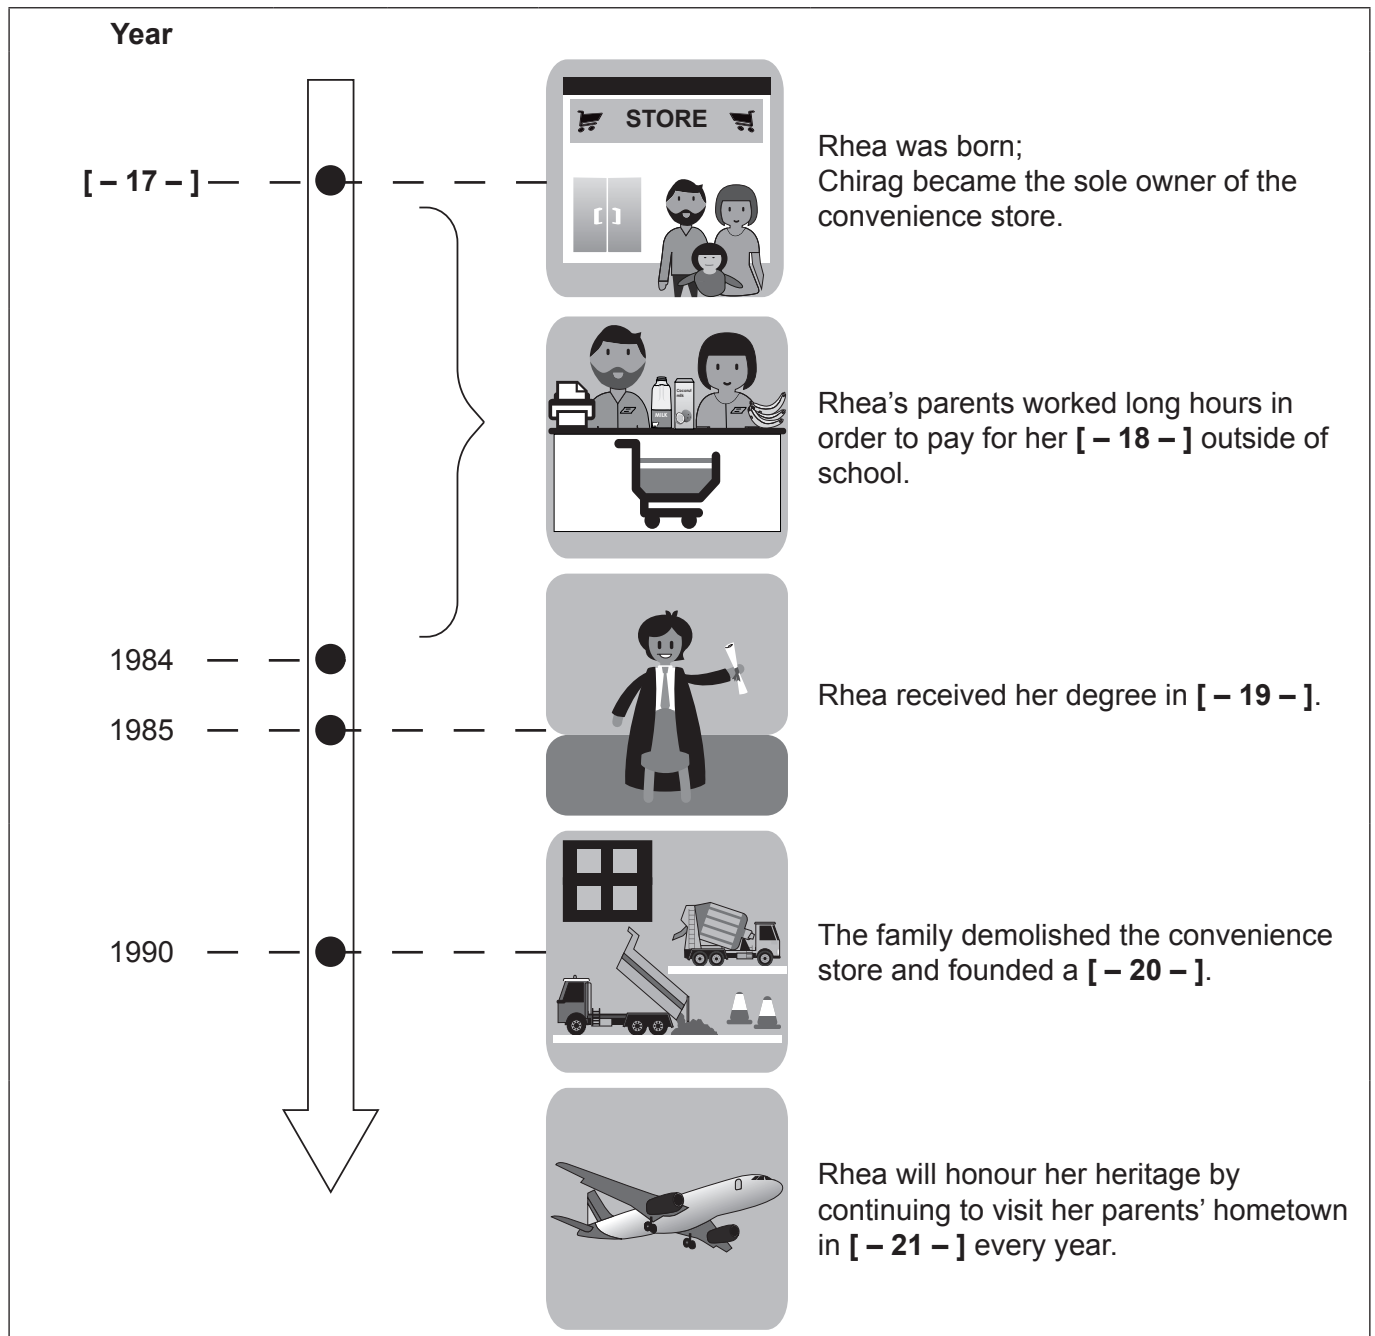 Year
STORE
[ – 17 – ]
Rhea was born;
Chirag became the sole owner of the
convenience store.
MILK
Coconut
milk
Rhea’s parents worked long hours in
order to pay for her [ – 18 – ] outside of
school.
1984
1985
Rhea received her degree in [ – 19 – ].
1990
The family demolished the convenience
store and founded a [ – 20 – ].
Rhea will honour her heritage by
continuing to visit her parents’ hometown
in [ – 21 – ] every year.